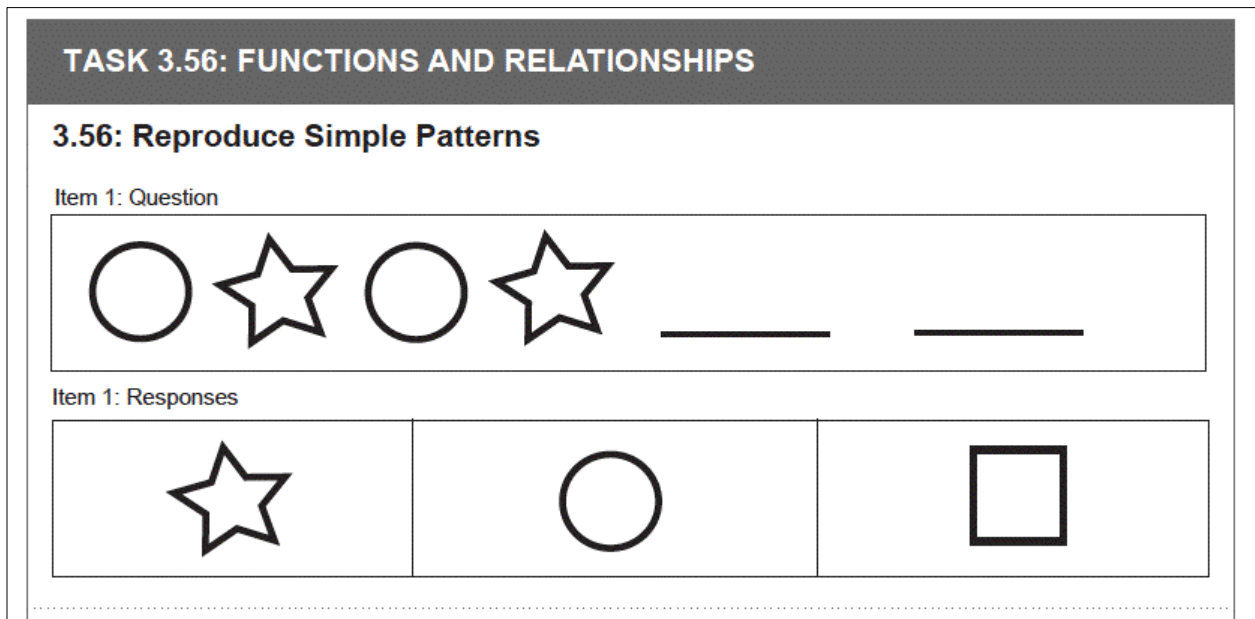 TASK 3.56: FUNCTIONS AND RELATIONSHIPS
3.56: Reproduce Simple Patterns
Item 1: Question
Item 1: Responses